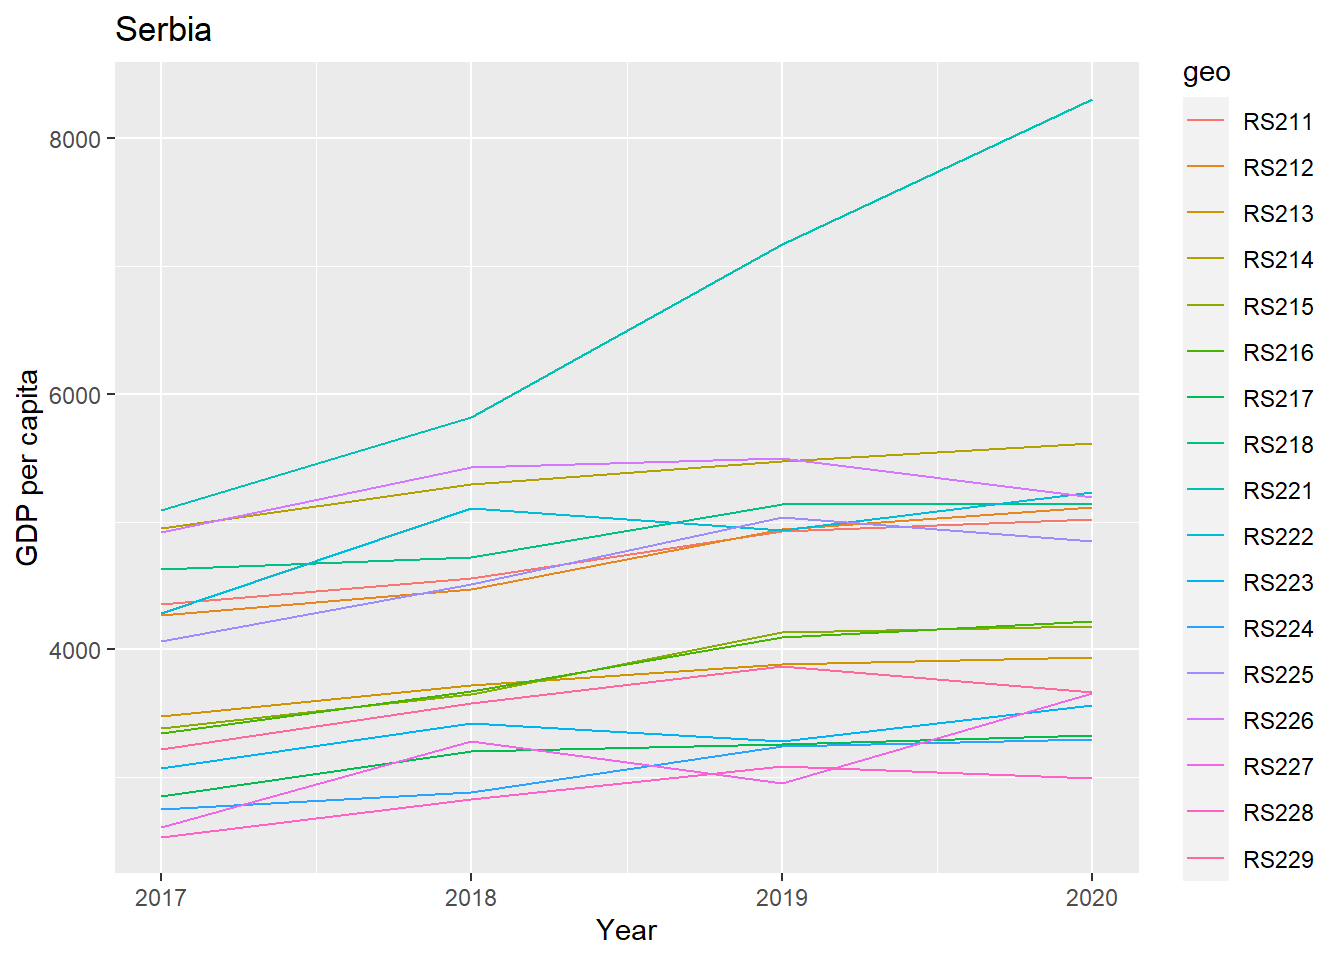 Serbia
GDP per capita
8000
6000
4000
2017
2018
2019
2020
Year
geo
RS211
RS212
RS213
RS214
RS215
RS216
RS217
RS218
RS221
RS222
RS223
RS224
RS225
RS226
RS227
RS228
RS229